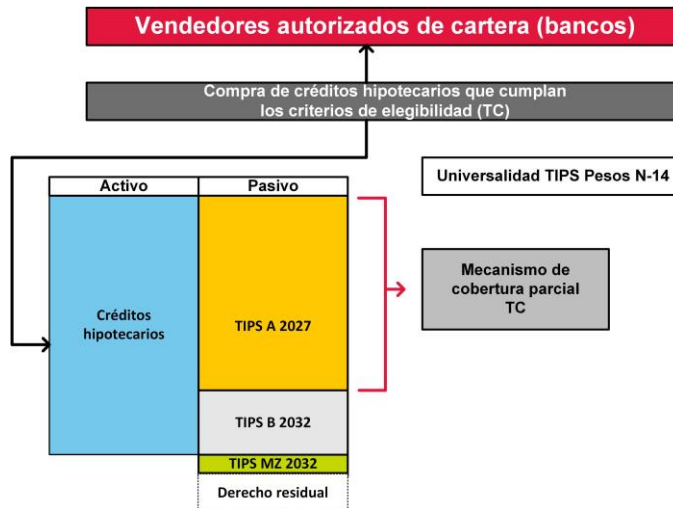 Vendedores autorizados de cartera (bancos)
Compra de créditos hipotecarios que cumplan
los criterios de elegibilidad (TC)
Universalidad TIPS Pesos N-14
Activo
Pasivo
Mecanismo de
cobertura parcial
TC
Créditos
hipotecarios
TIPS A 2027
TIPS B 2032
TIPS MZ 2032
Derecho residual